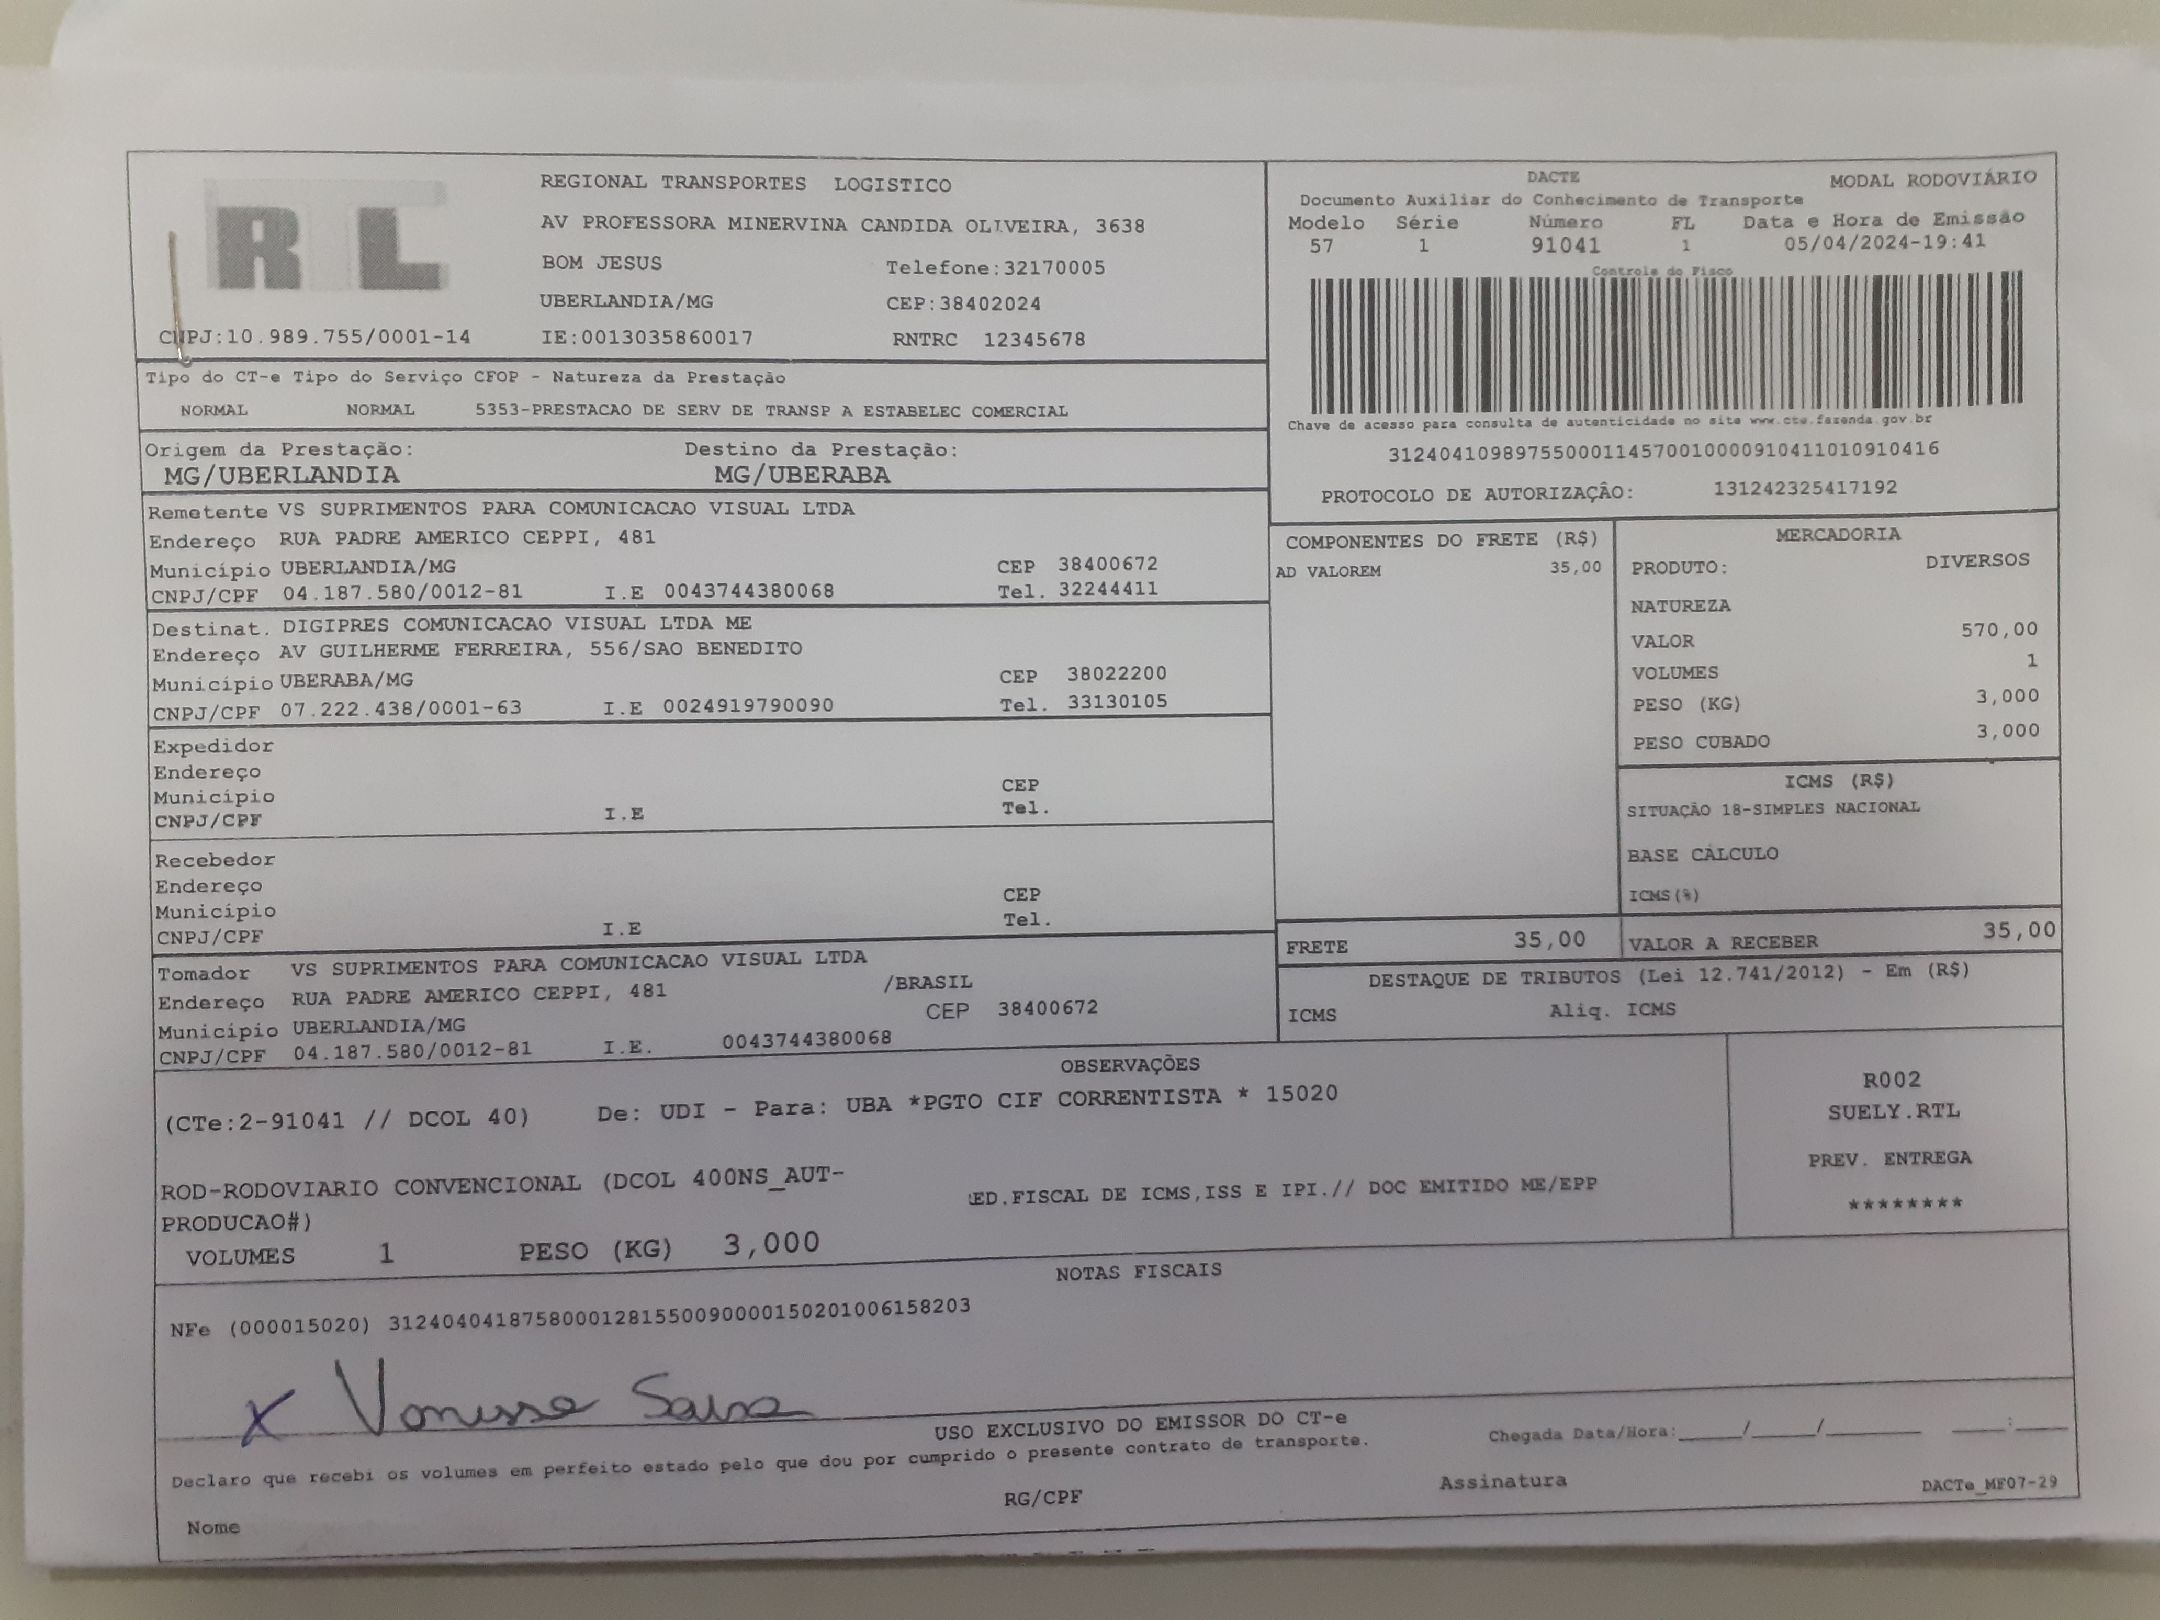 RTL
REGIONAL TRANSPORTES LOGISTICO
AV PROFESSORA MINERVINA CANDIDA OLIVEIRA, 3638
BOM JESUS Telefone:32170005
UBERLANDIA/MG CEP:38402024
CNPJ:10.989.755/0001-14 IE:0013035860017 RNTRC 12345678
DACTE MODAL RODOVIÁRIO
Documento Auxiliar do Conhecimento de Transporte
Modelo Série Número FL Data e Hora de Emissão
57 1 91041 1 05/04/2024-19:41
Controle do Fisco
Chave de acesso para consulta de autenticidade no site www.cte.fazenda.gov.br
31240410989755000114570010000910411010910416
PROTOCOLO DE AUTORIZAÇÃO: 131242325417192
Tipo do CT-e Tipo do Serviço CFOP - Natureza da Prestação
NORMAL NORMAL 5353-PRESTACAO DE SERV DE TRANSP A ESTABELEC COMERCIAL
Origem da Prestação: Destino da Prestação:
MG/UBERLANDIA MG/UBERABA
Remetente VS SUPRIMENTOS PARA COMUNICACAO VISUAL LTDA
Endereço RUA PADRE AMERICO CEPPI, 481
Município UBERLANDIA/MG CEP 38400672
CNPJ/CPF 04.187.580/0012-81 I.E 0043744380068 Tel. 32244411
Destinat. DIGIPRES COMUNICACAO VISUAL LTDA ME
Endereço AV GUILHERME FERREIRA, 556/SAO BENEDITO
Município UBERABA/MG CEP 38022200
CNPJ/CPF 07.222.438/0001-63 I.E 0024919790090 Tel. 33130105
Expedidor
Endereço
Município CEP
CNPJ/CPF I.E Tel.
Recebedor
Endereço
Município CEP
CNPJ/CPF I.E Tel.
Tomador VS SUPRIMENTOS PARA COMUNICACAO VISUAL LTDA
Endereço RUA PADRE AMERICO CEPPI, 481 /BRASIL
Município UBERLANDIA/MG CEP 38400672
CNPJ/CPF 04.187.580/0012-81 I.E. 0043744380068
COMPONENTES DO FRETE (R$)
AD VALOREM 35,00
MERCADORIA
PRODUTO: DIVERSOS
NATUREZA
VALOR 570,00
VOLUMES 1
PESO (KG) 3,000
PESO CUBADO 3,000
ICMS (R$)
SITUAÇÃO 18-SIMPLES NACIONAL
BASE CÁLCULO
ICMS(%)
FRETE 35,00 VALOR A RECEBER 35,00
DESTAQUE DE TRIBUTOS (Lei 12.741/2012) - Em (R$)
ICMS Aliq. ICMS
OBSERVAÇÕES
(CTe:2-91041 // DCOL 40) De: UDI - Para: UBA *PGTO CIF CORRENTISTA * 15020
ROD-RODOVIARIO CONVENCIONAL (DCOL 400NS_AUT-
PRODUCAO#)
ED.FISCAL DE ICMS,ISS E IPI.// DOC EMITIDO ME/EPP
VOLUMES 1 PESO (KG) 3,000
R002
SUELY.RTL
PREV. ENTREGA
********
NOTAS FISCAIS
NFe (000015020) 31240404187580001281550090000150201006158203
X
USO EXCLUSIVO DO EMISSOR DO CT-e
Declaro que recebi os volumes em perfeito estado pelo que dou por cumprido o presente contrato de transporte.
Chegada Data/Hora:_____/_____/_______ ____:____
Nome RG/CPF Assinatura DACTe_MF07-29